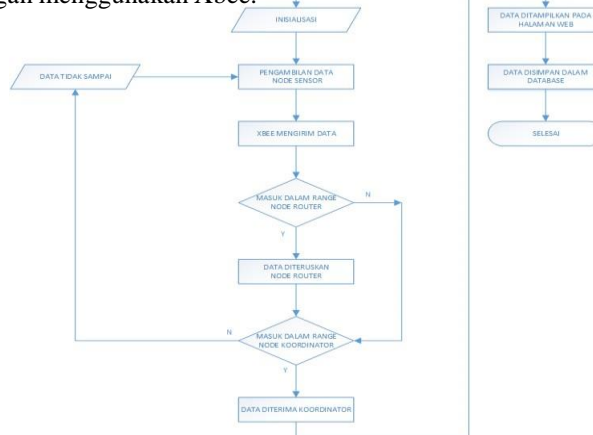 menggunakan Xbee.
INISIALISASI
DATA TIDAK SAMPAI
PENGAMBILAN DATA
NODE SENSOR
XBEE MENGIRIM DATA
MASUK DALAM RANGE
NODE ROUTER
N
Y
DATA DITERUSKAN
NODE ROUTER
MASUK DALAM RANGE
NODE KOORDINATOR
N
Y
DATA DITERIMA KOORDINATOR
DATA DITAMPILKAN PADA
HALAMAN WEB
DATA DISIMPAN DALAM
DATABASE
SELESAI